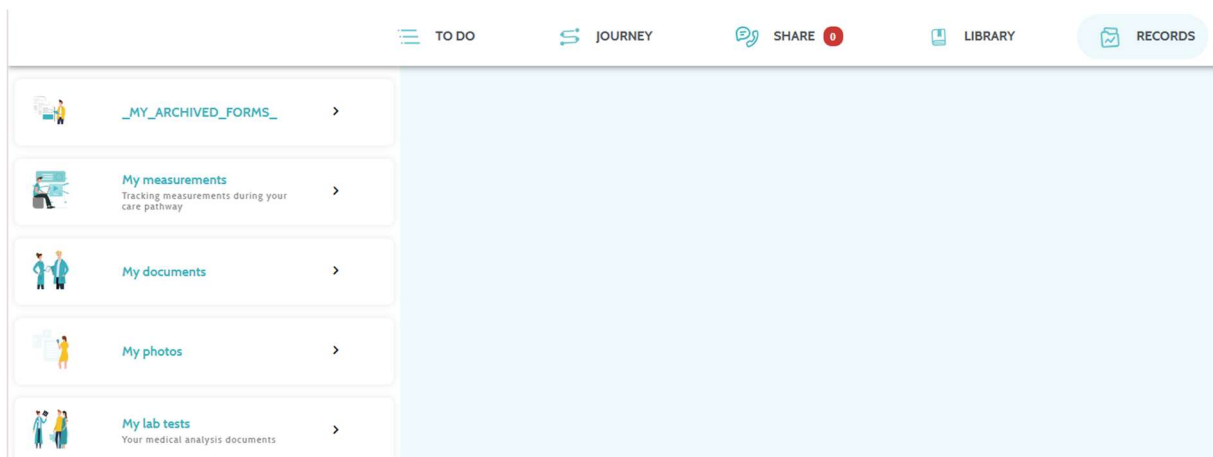 TO DO
JOURNEY
SHARE 0
LIBRARY
RECORDS
_MY_ARCHIVED_FORMS_
My measurements
Tracking measurements during your
care pathway
My documents
My photos
My lab tests
Your medical analysis documents